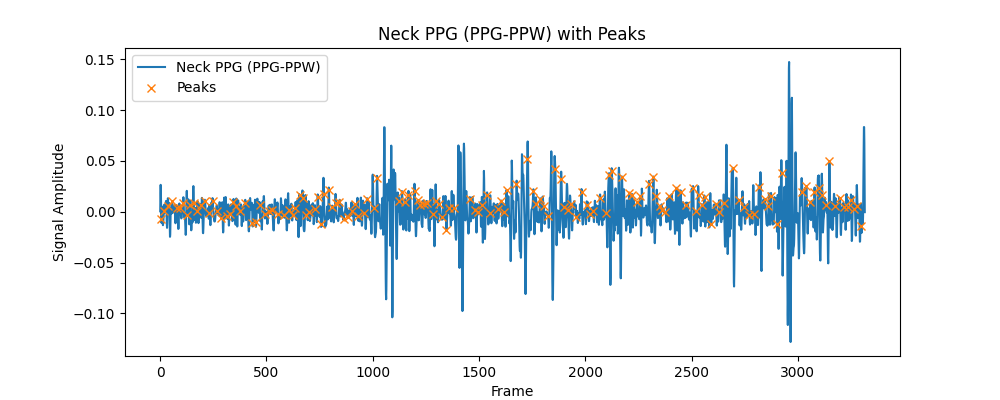 Neck PPG (PPG-PPW) with Peaks
Neck PPG (PPG-PPW)
Peaks
Signal Amplitude
0.15
0.10
0.05
0.00
−0.05
−0.10
0 500 1000 1500 2000 2500 3000
Frame